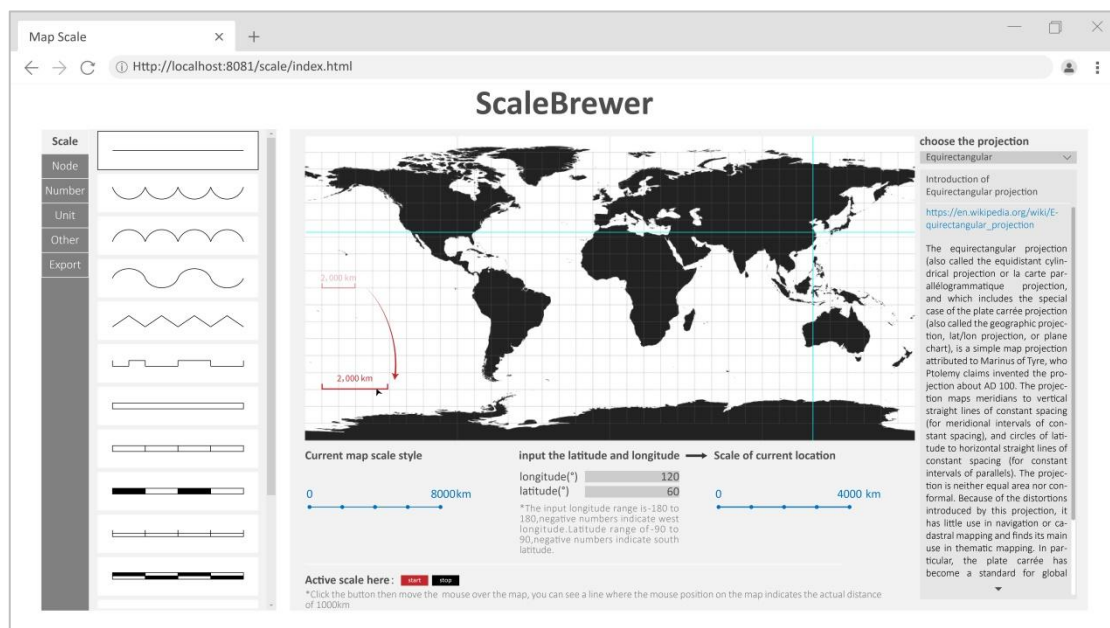 Map Scale
Http://localhost:8081/scale/index.html
ScaleBrewer
Scale
Node
Number
Unit
Other
Export
2,000 km
2,000 km
Current map scale style
0 8000km
input the latitude and longitude
longitude(°) 120
latitude(°) 60
*The input longitude range is-180 to
180,negative numbers indicate west
longitude.Latitude range of-90 to
90,negative numbers indicate south
latitude.
Scale of current location
0 4000 km
Active scale here: start stop
*Click the button then move the mouse over the map, you can see a line where the mouse position on the map indicates the actual distance
of 1000km
choose the projection
Equirectangular
Introduction of
Equirectangular projection
https://en.wikipedia.org/wiki/E-
quirectangular_projection
The equirectangular projection
(also called the equidistant cylin-
drical projection or la carte par-
allélogrammatique projection,
and which includes the special
case of the plate carrée projection
(also called the geographic projec-
tion, lat/lon projection, or plane
chart), is a simple map projection
attributed to Marinus of Tyre, who
Ptolemy claims invented the pro-
jection about AD 100. The projec-
tion maps meridians to vertical
straight lines of constant spacing
(for meridional intervals of con-
stant spacing), and circles of lati-
tude to horizontal straight lines of
constant spacing (for constant
intervals of parallels). The projec-
tion is neither equal area nor con-
formal. Because of the distortions
introduced by this projection, it
has little use in navigation or ca-
dastral mapping and finds its main
use in thematic mapping. In par-
ticular, the plate carrée has
become a standard for global